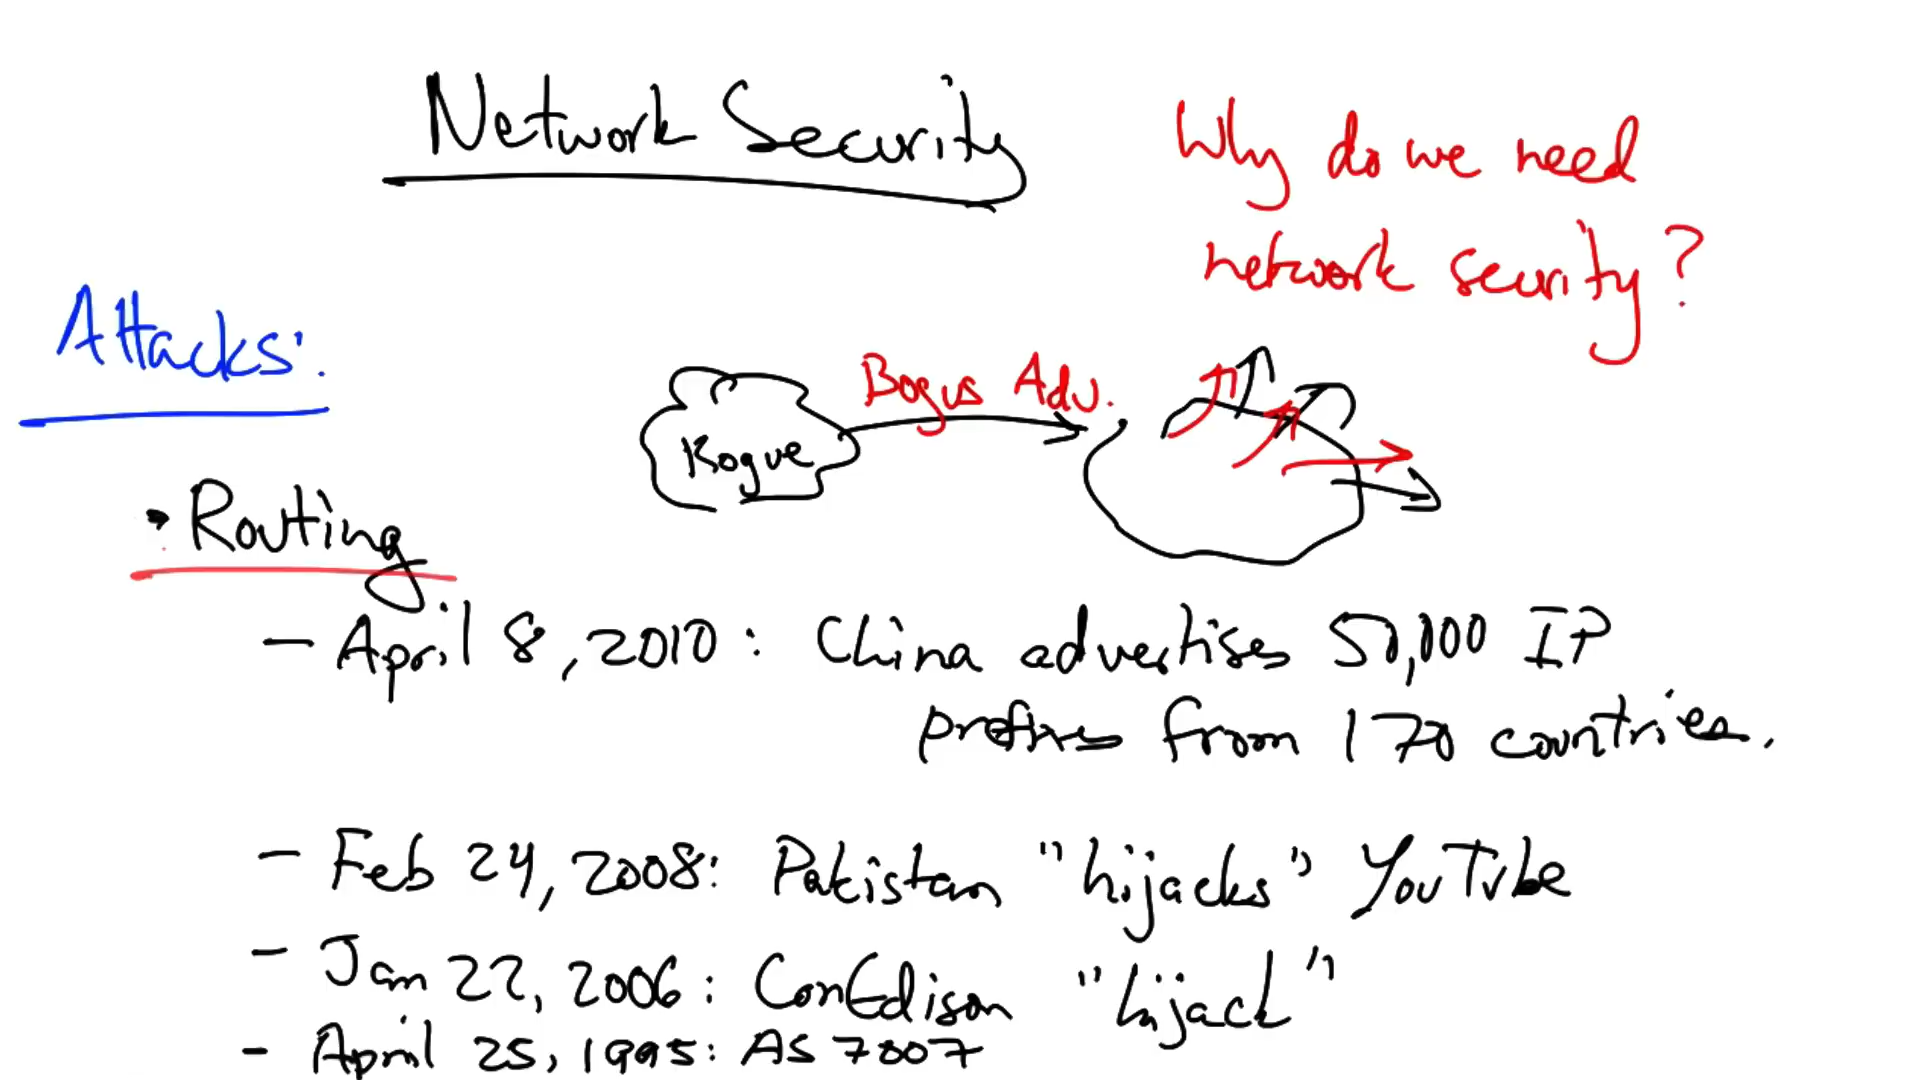 Network Security
Why do we need
network security?
Attacks:
Bogus Adv.
Rogue
• Routing
- April 8, 2010: China advertises 50,000 IP
prefixes from 170 countries.
- Feb 24, 2008: Pakistan "hijacks" YouTube
- Jan 22, 2006: ConEdison "hijack"
- April 25, 1995: AS 7007